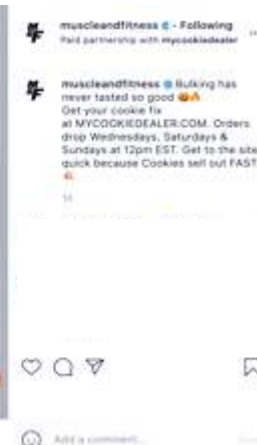 muscleandfitness • Following
Paid partnership with mycookiedealer
muscleandfitness Bulking has
never tasted so good
Get your cookie fix
at MYCOOKIEDEALER.COM. Orders
drop Wednesdays, Saturdays &
Sundays at 12pm EST. Get to the site
quick because Cookies sell out FAST
Add a comment...